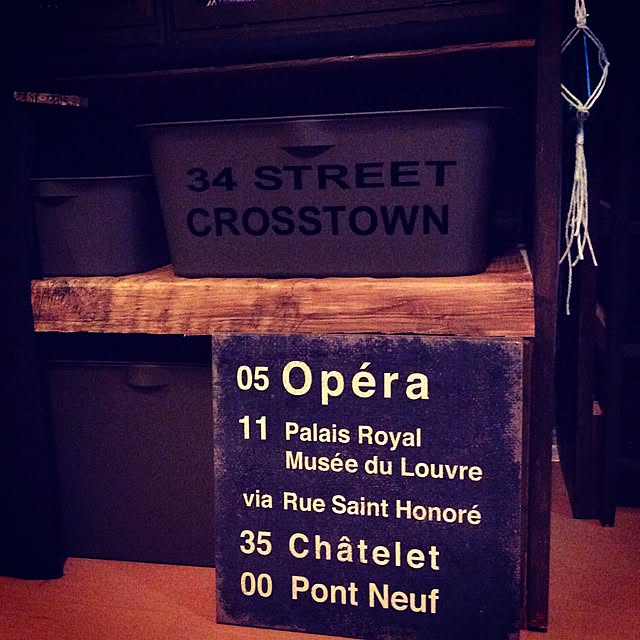 34 STREET
CROSSTOWN
05 Opéra
11 Palais Royal
Musée du Louvre
via Rue Saint Honoré
35 Châtelet
00 Pont Neuf